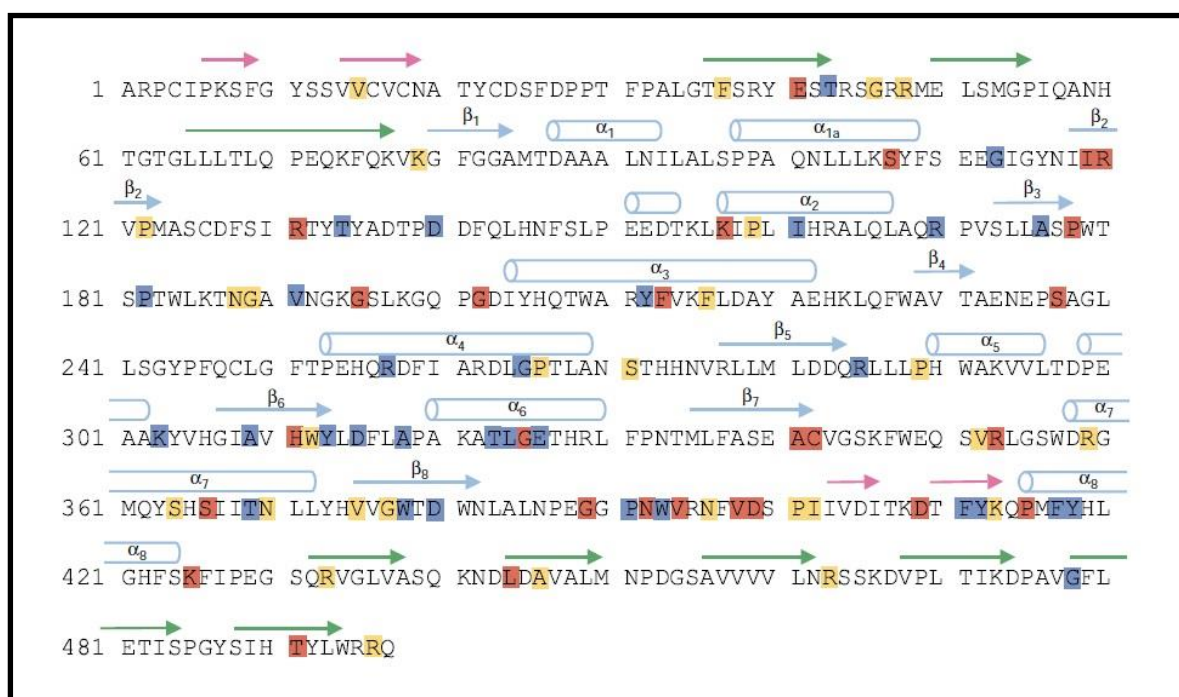 1 ARPCIPKSFG YSSVVCVCNA TYCDSFDPPT FPALGTFSRY ESTRSGRRME LSMGPIQANH
β1 α1 α1a β2
61 TGTGLLLTLQ PEQKFQKVKG FGGAMTDAAA LNILALSPPA QNLLLKSYFS EEGIGYNIIR
β2 α2 β3
121 VPMASCDFSI RTYTYADTPD DFQLHNFSLP EEDTKLKIPL IHRALQLAQR PVSLLASPWT
α3 β4
181 SPTWLKTNGA VNGKGSLKGQ PGDIYHQTWA RYFVKFLDAY AEHKLQFWAV TAENEPSAGL
α4 β5 α5
241 LSGYPFQCLG FTPEHQRDFI ARDLGPTLAN STHHNVRLLM LDDQRLLLPH WAKVVLTDPE
β6 α6 β7 α7
301 AAKYVHGIAV HWYLDFLAPA KATLGETHRL FPNTMLFASE ACVGSKFWEQ SVRLGSWDRG
α7 β8 α8
361 MQYSHSIITN LLYHVVGWTD WNLALNPEGG PNWVRNFVDS PIIVDITKDT FYKQPMFYHL
α8
421 GHFSKFIPEG SQRVGLVASQ KNDLDAVALM NPDGSAVVVV LNRSSKDVPL TIKDPAVGFL
481 ETISPGYSIH TYLWRRQ